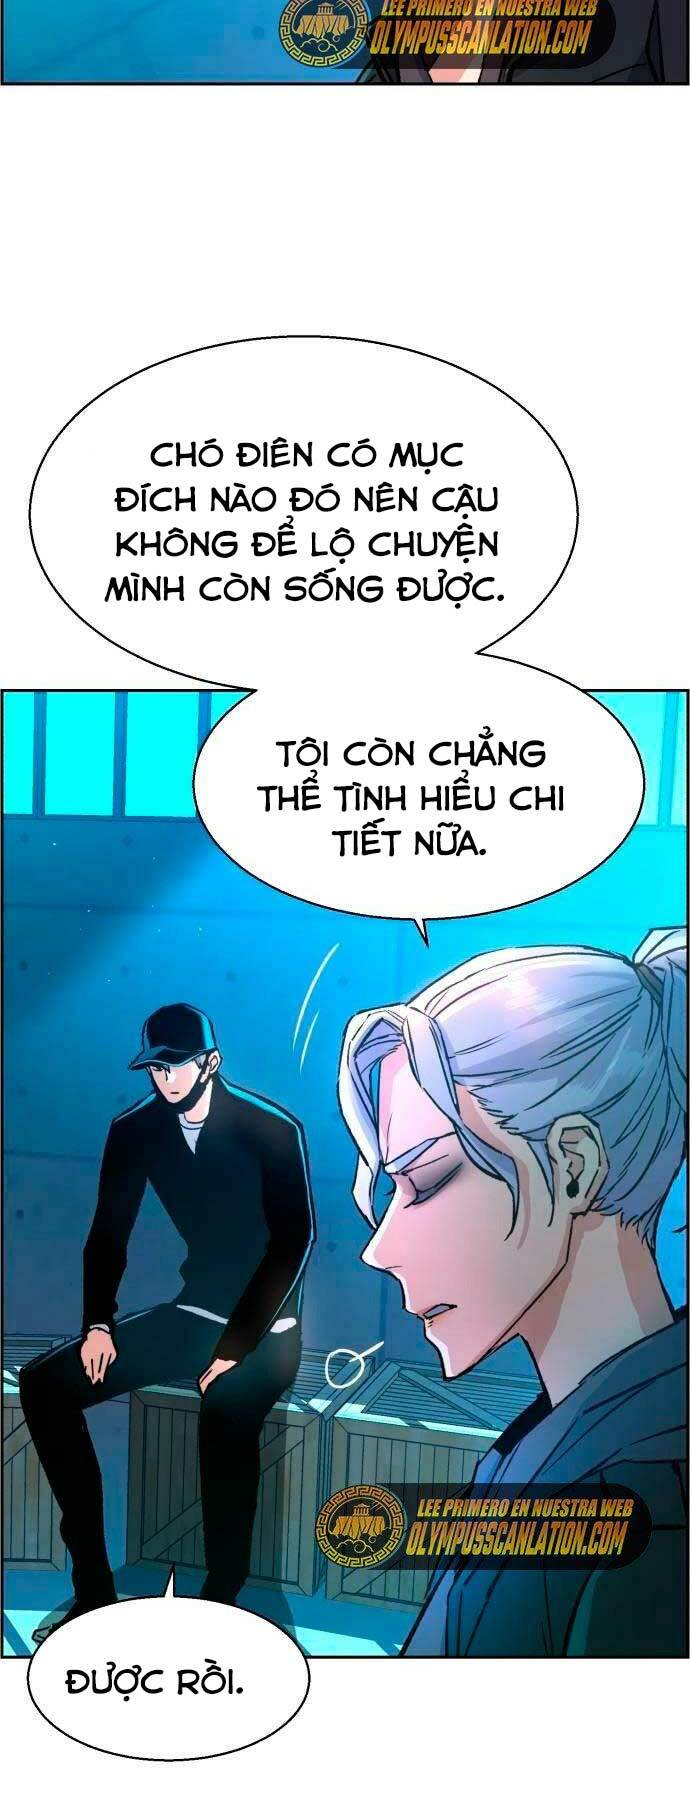 LEE PRIMERO EN NUESTRA WEB
OLYMPUSSCANLATION.COM
CHÓ ĐIÊN CÓ MỤC
ĐÍCH NÀO ĐÓ NÊN CẬU
KHÔNG ĐỂ LỘ CHUYỆN
MÌNH CÒN SỐNG ĐƯỢC.
TÔI CÒN CHẲNG
THỂ TÌNH HIỂU CHI
TIẾT NỮA.
LEE PRIMERO EN NUESTRA WEB
OLYMPUSSCANLATION.COM
ĐƯỢC RỒI.